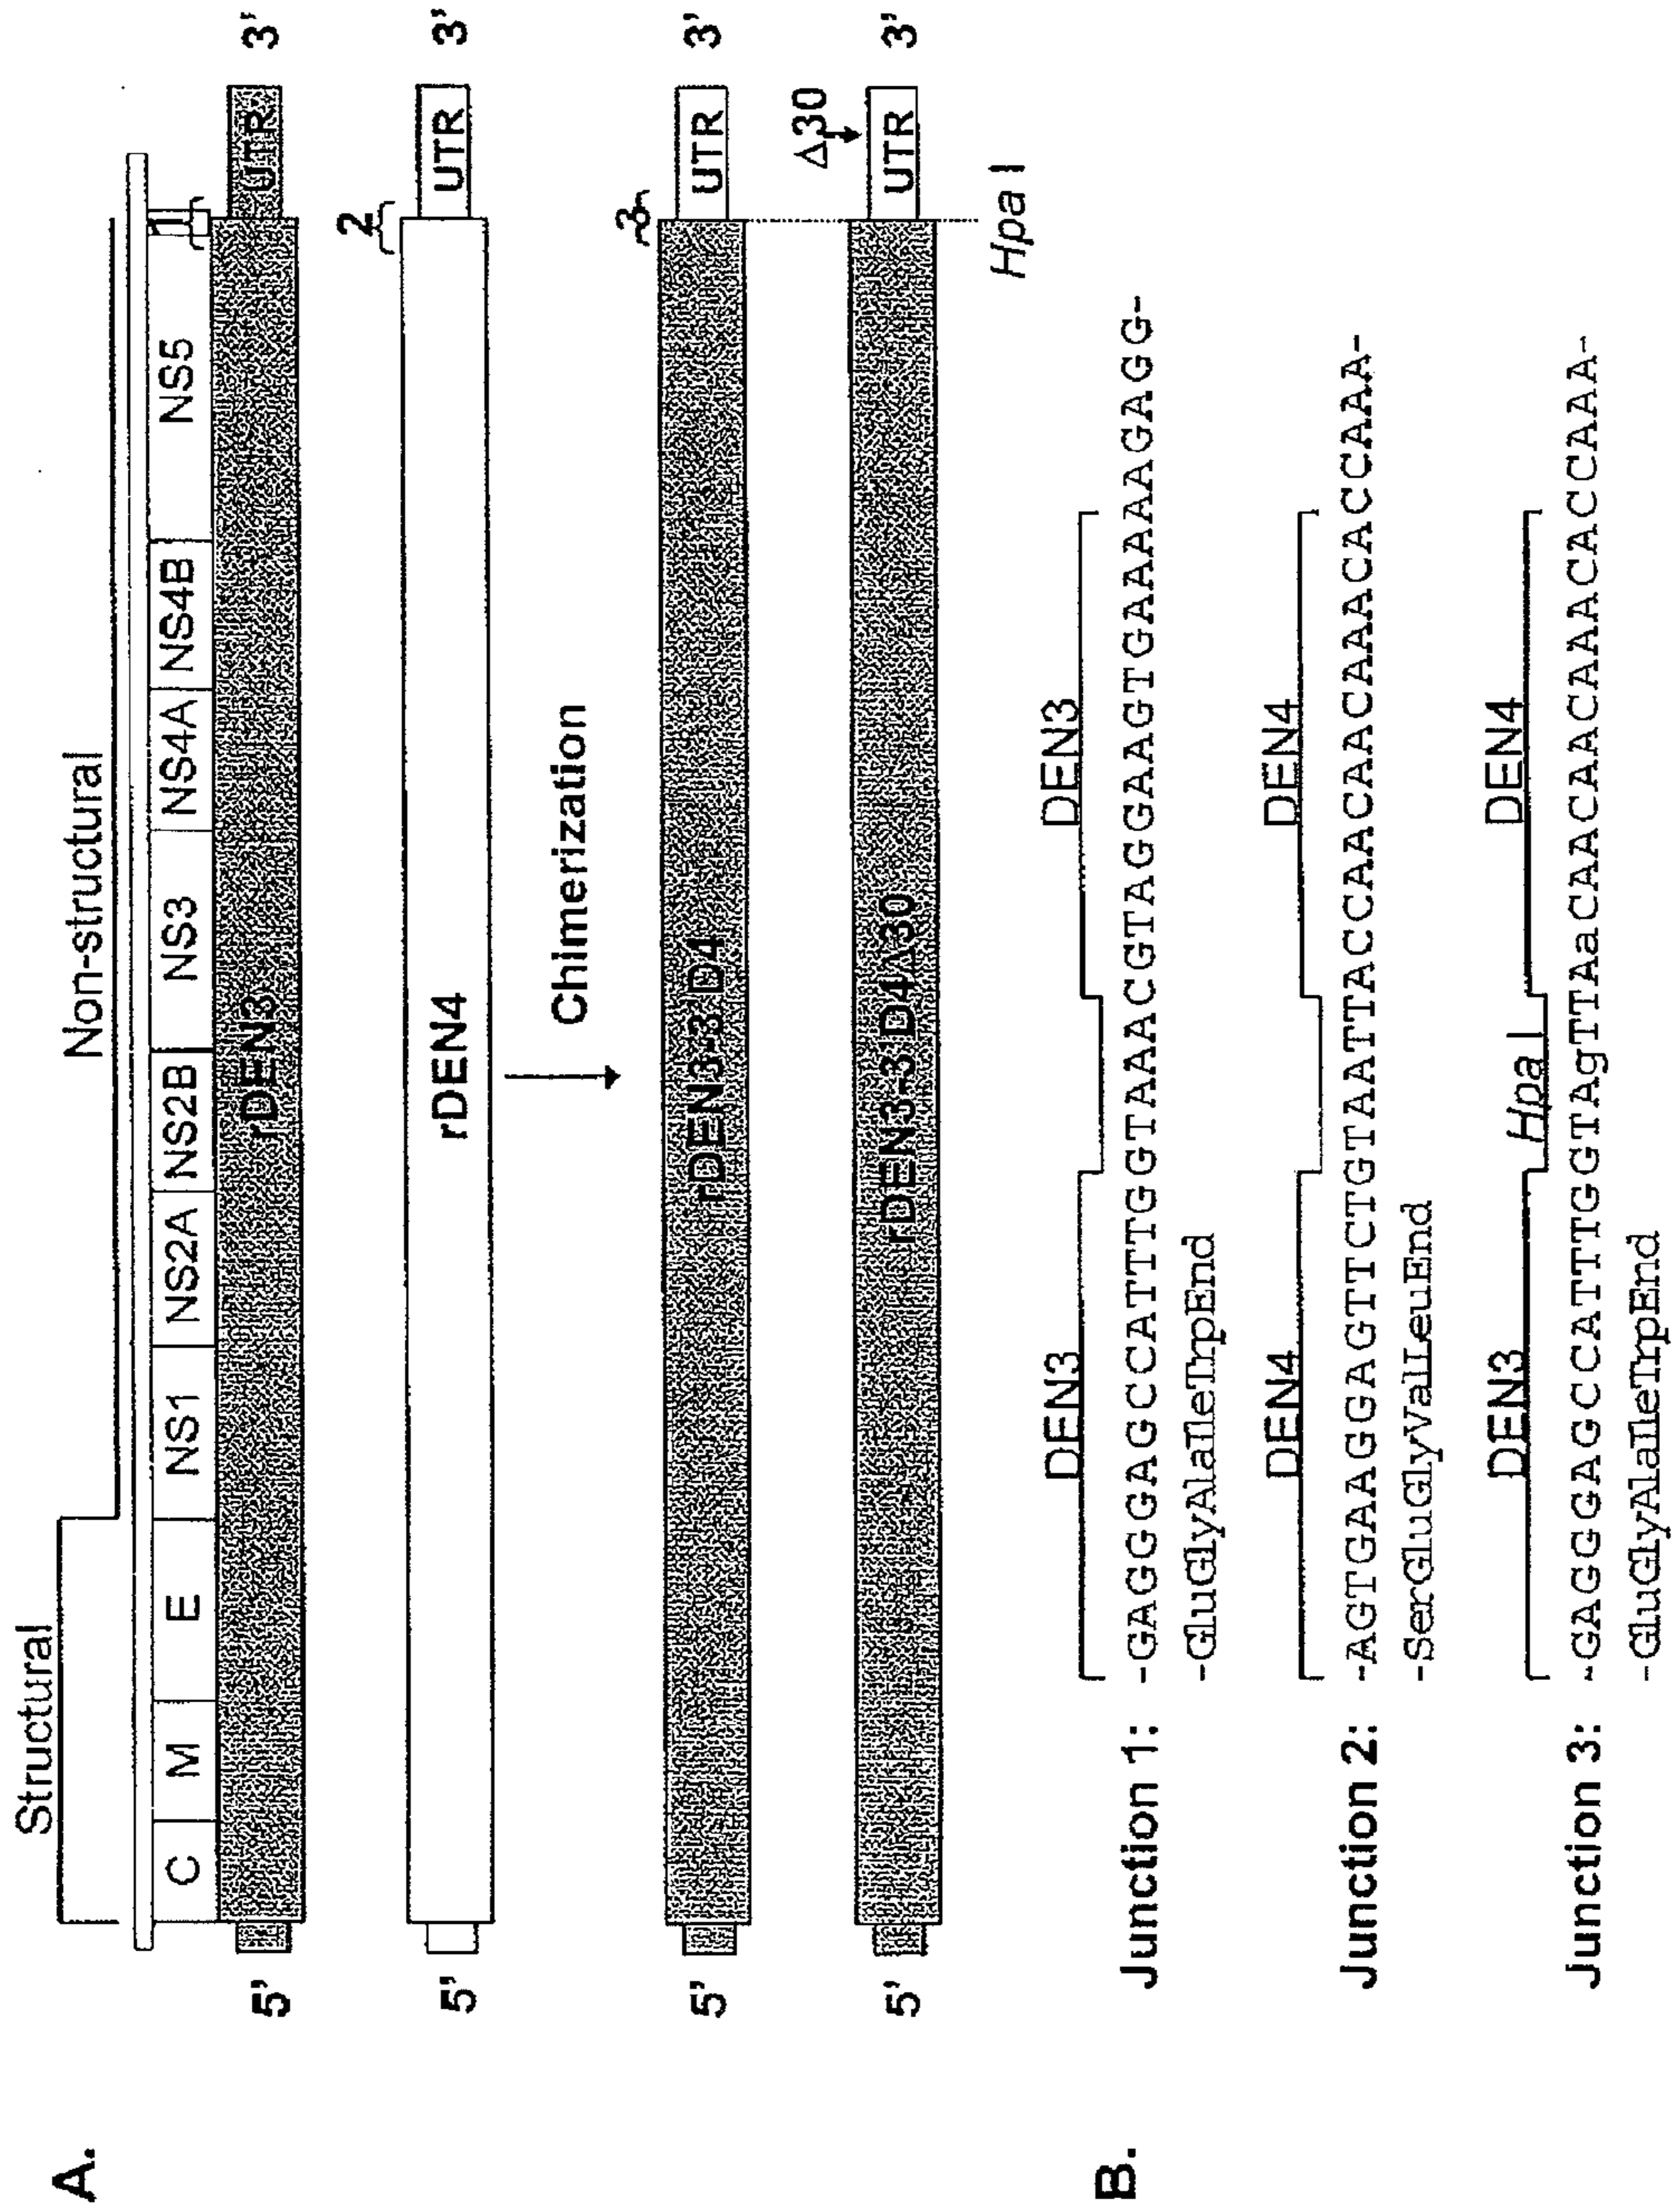 A.
Structural
Non-structural
C M E NS1 NS2A NS2B NS3 NS4A NS4B NS5 1
5' rDEN3 UTR 3'
2
5' rDEN4 UTR 3'
Chimerization
3
5' rDEN3-3'D4 UTR 3'
Δ30
5' rDEN3-3'D4Δ30 UTR 3'
Hpa I
B.
DEN3 DEN3
Junction 1: -GAGGGAGCCATTTGGTAAACGTAGGAAGTGAAAAAGAGG-
-GluGlyAlaIleTrpEnd
DEN4 DEN4
Junction 2: -AGTGAAGGAGTTCTGTAATTACCAACAACAAACACCAAA-
-SerGluGlyValLeuEnd
DEN3 Hpa I DEN4
Junction 3: -GAGGGAGCCATTTGGTAgTTAaCAACAACAAACACCAAA-
-GluGlyAlaIleTrpEnd